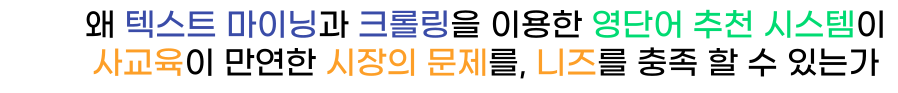 왜 텍스트 마이닝과 크롤링을 이용한 영단어 추천 시스템이
사교육이 만연한 시장의 문제를, 니즈를 충족 할 수 있는가